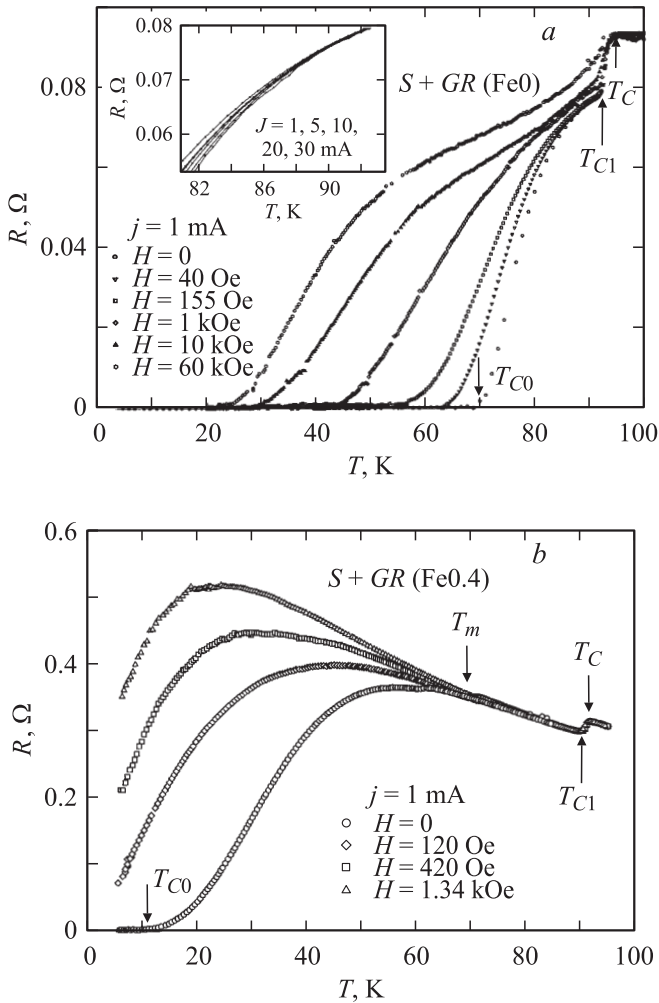 a
0.08
0.07
0.06
R, Ω
82
86
90
T, K
J = 1, 5, 10,
20, 30 mA
S + GR (Fe0)
T_C
T_C1
0.08
0.04
0
R, Ω
j = 1 mA
H = 0
H = 40 Oe
H = 155 Oe
H = 1 kOe
H = 10 kOe
H = 60 kOe
T_C0
0 20 40 60 80 100
T, K
b
0.6
0.4
0.2
0
R, Ω
S + GR (Fe0.4)
T_m
T_C
T_C1
j = 1 mA
H = 0
H = 120 Oe
H = 420 Oe
H = 1.34 kOe
T_C0
0 20 40 60 80 100
T, K